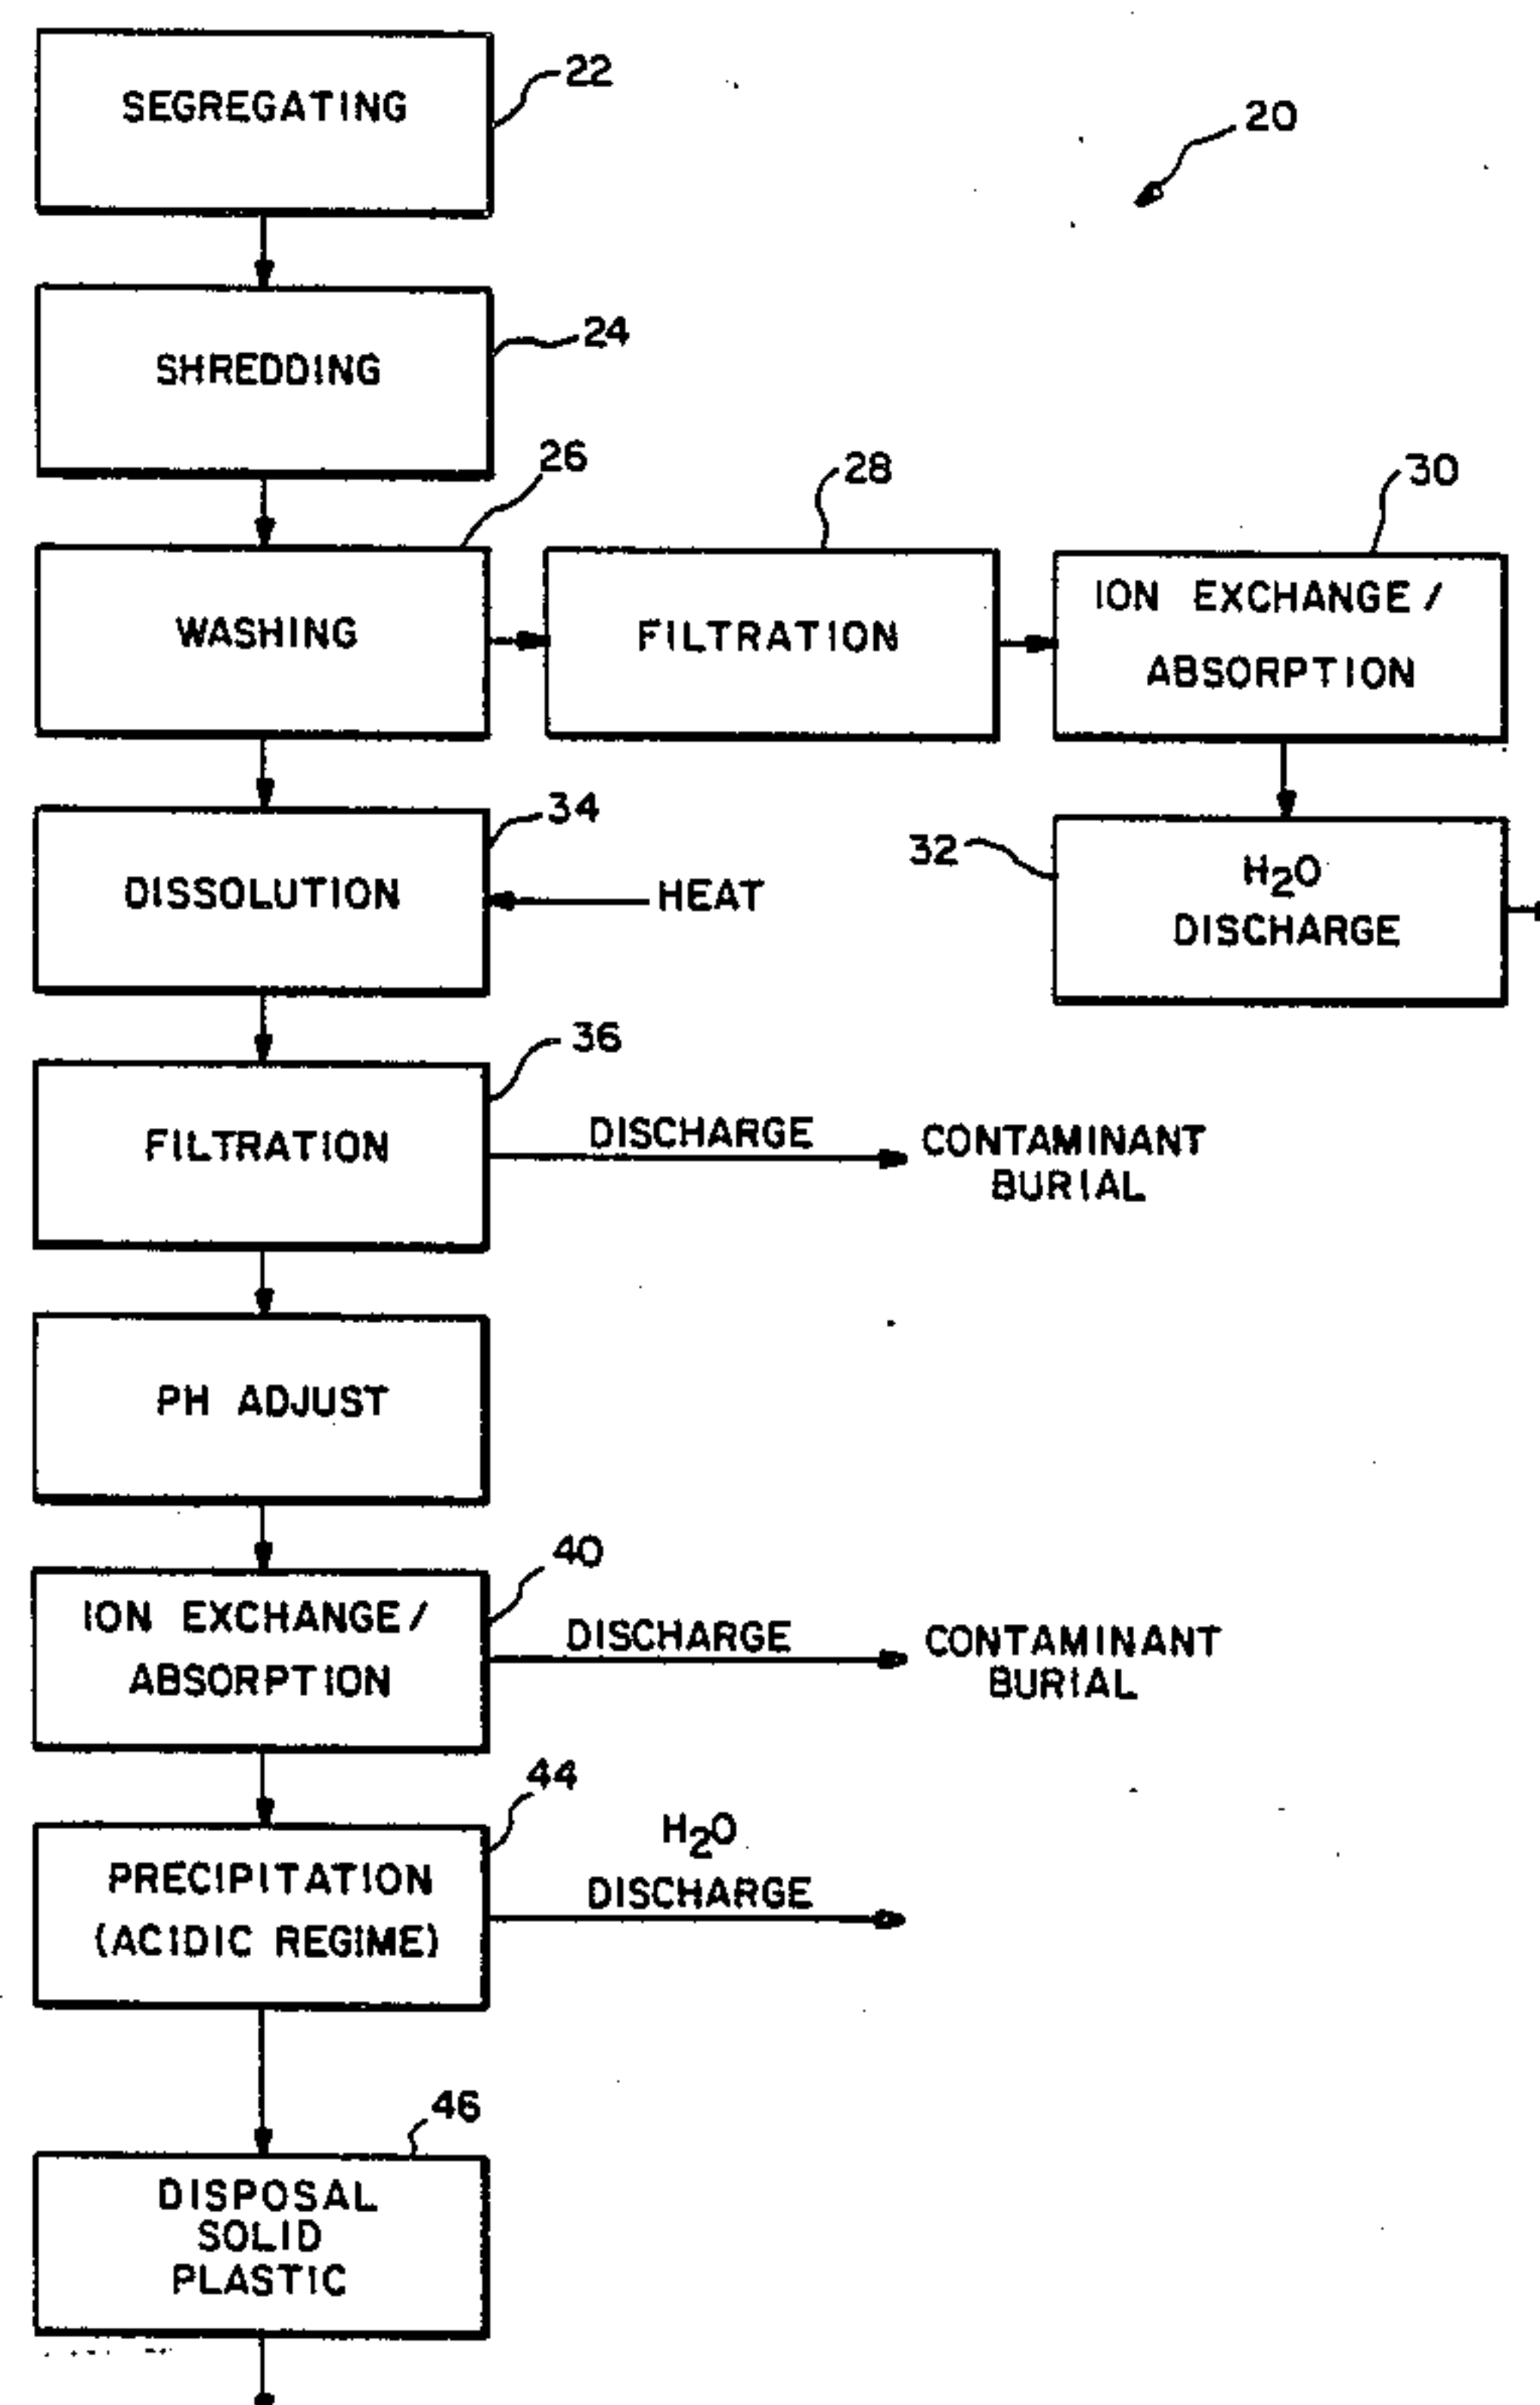 SEGREGATING
22
20
SHREDDING
24
26
28
30
WASHING
FILTRATION
ION EXCHANGE /
ABSORPTION
34
DISSOLUTION
HEAT
32
H2O
DISCHARGE
36
FILTRATION
DISCHARGE
CONTAMINANT
BURIAL
PH ADJUST
40
ION EXCHANGE/
ABSORPTION
DISCHARGE
CONTAMINANT
BURIAL
44
PRECIPITATION
(ACIDIC REGIME)
H2O
DISCHARGE
46
DISPOSAL
SOLID
PLASTIC